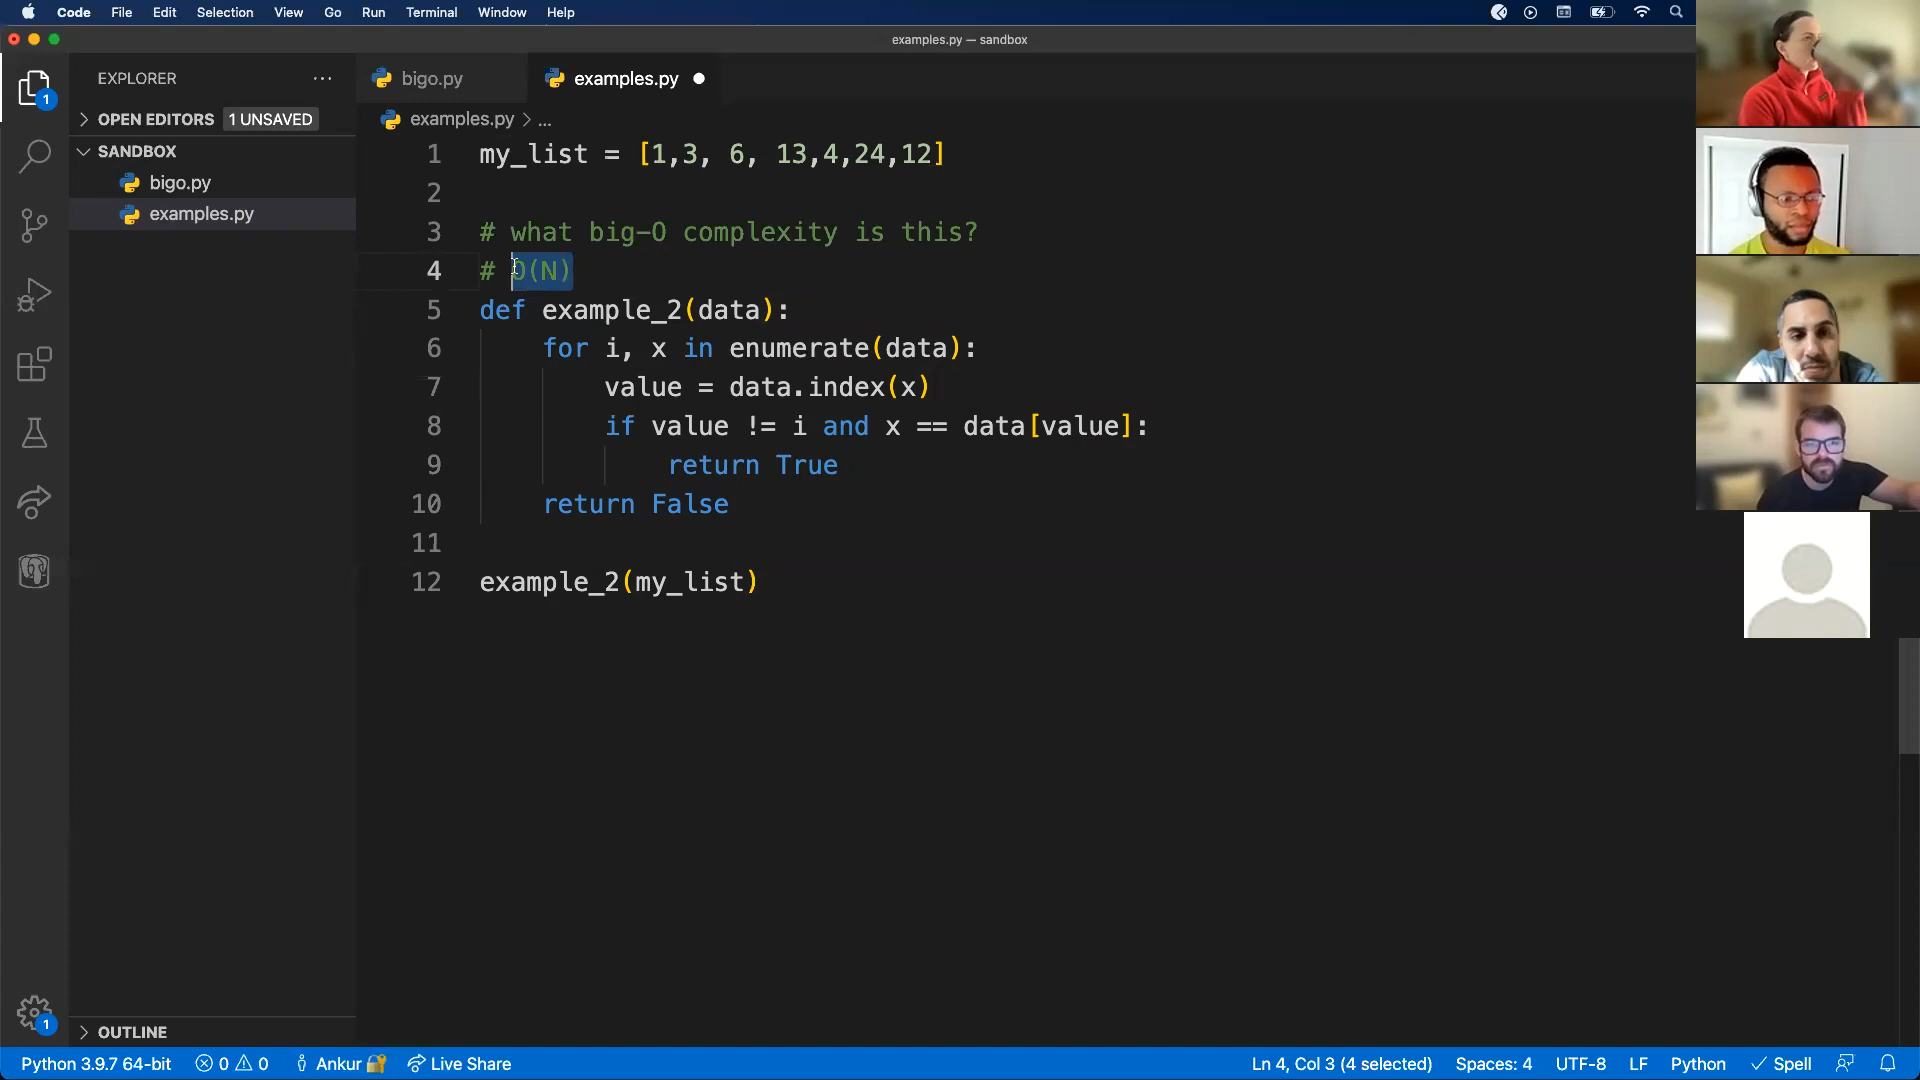 Code File Edit Selection View Go Run Terminal Window Help
examples.py — sandbox
EXPLORER ...
bigo.py
examples.py
OPEN EDITORS 1 UNSAVED
examples.py > ...
SANDBOX
bigo.py
examples.py
1 my_list = [1,3, 6, 13,4,24,12]
2
3 # what big-O complexity is this?
4 # O(N)
5 def example_2(data):
6 for i, x in enumerate(data):
7 value = data.index(x)
8 if value != i and x == data[value]:
9 return True
10 return False
11
12 example_2(my_list)
1
1
OUTLINE
Python 3.9.7 64-bit 0 0 Ankur Live Share Ln 4, Col 3 (4 selected) Spaces: 4 UTF-8 LF Python Spell